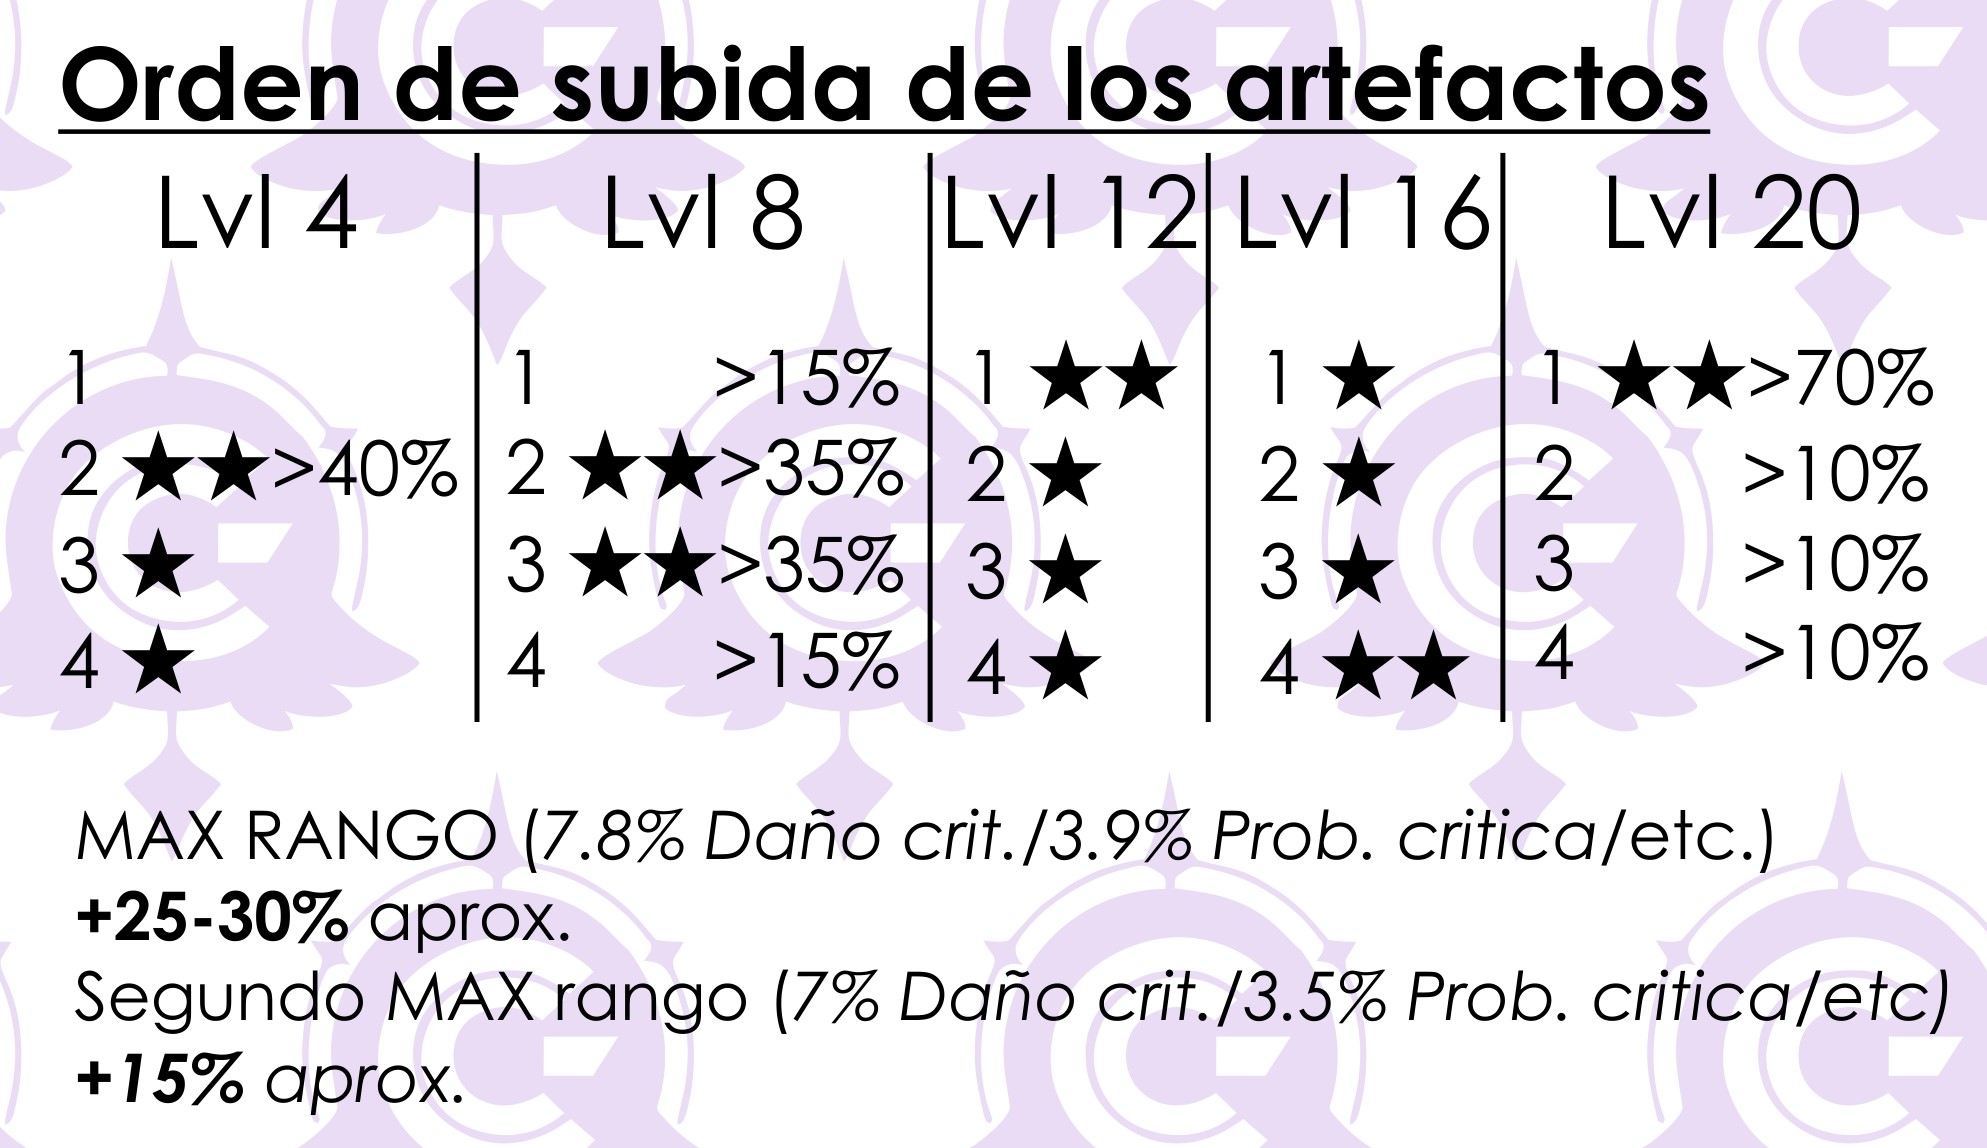 Orden de subida de los artefactos
Lvl 4 Lvl 8 Lvl 12 Lvl 16 Lvl 20
1 1 >15% 1 ★★ 1 ★ 1 ★★>70%
2 ★★>40% 2 ★★>35% 2 ★ 2 ★ 2 >10%
3 ★ 3 ★★>35% 3 ★ 3 ★ 3 >10%
4 ★ 4 >15% 4 ★ 4 ★★ 4 >10%
MAX RANGO (7.8% Daño crit./3.9% Prob. critica/etc.)
+25-30% aprox.
Segundo MAX rango (7% Daño crit./3.5% Prob. critica/etc)
+15% aprox.